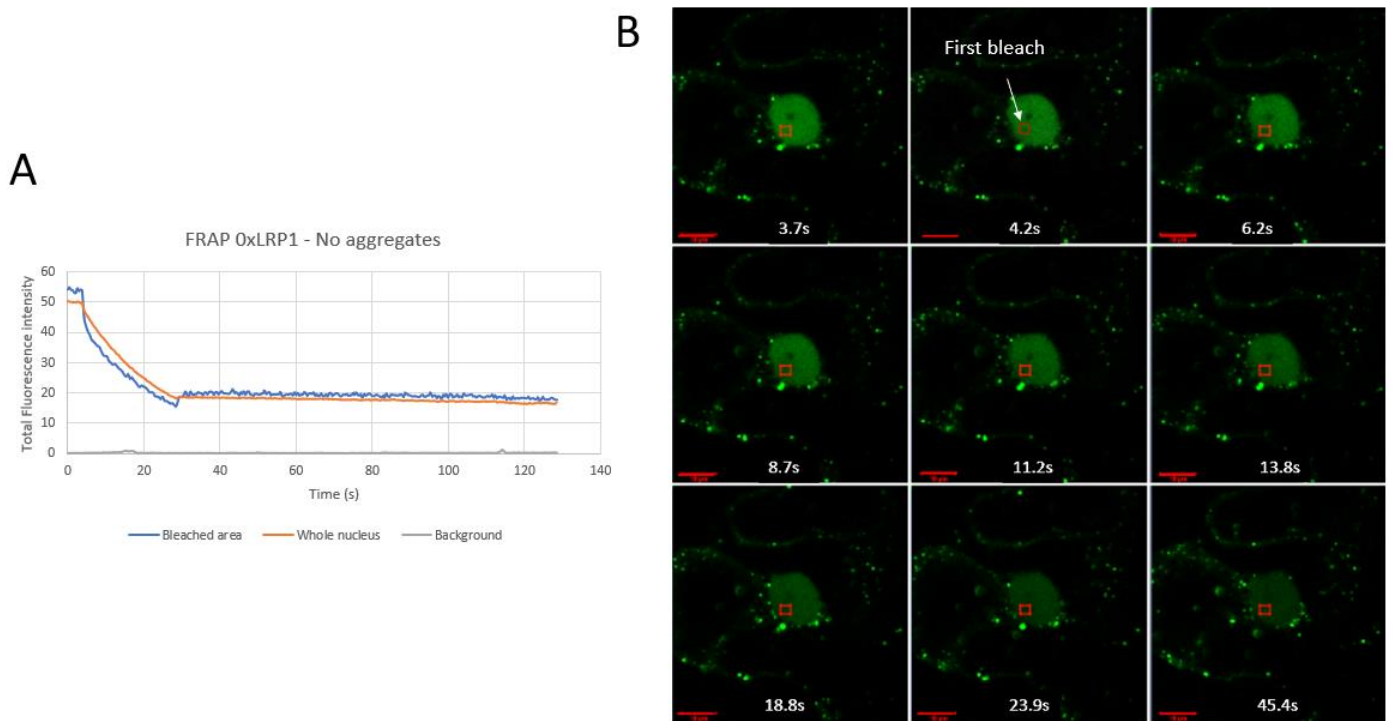 A
FRAP 0xLRP1 - No aggregates
Total Fluorescence intensity
60
50
40
30
20
10
0
0 20 40 60 80 100 120 140
Time (s)
Bleached area Whole nucleus Background
B
First bleach
3.7s 4.2s 6.2s
8.7s 11.2s 13.8s
18.8s 23.9s 45.4s